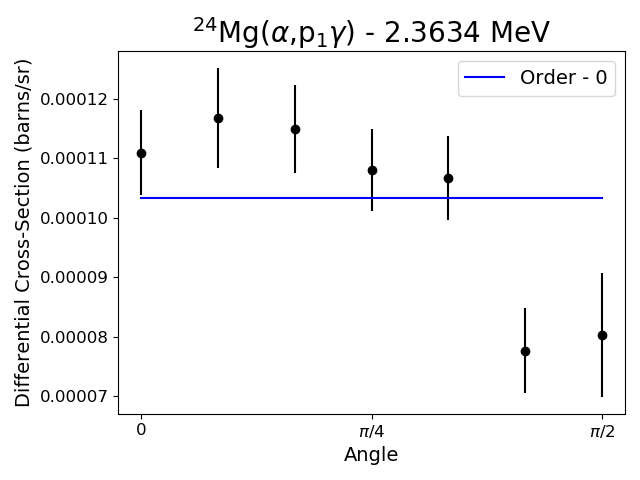 ²⁴Mg(α,p₁γ) - 2.3634 MeV
Order - 0
Differential Cross-Section (barns/sr)
0.00012
0.00011
0.00010
0.00009
0.00008
0.00007
0
π/4
π/2
Angle